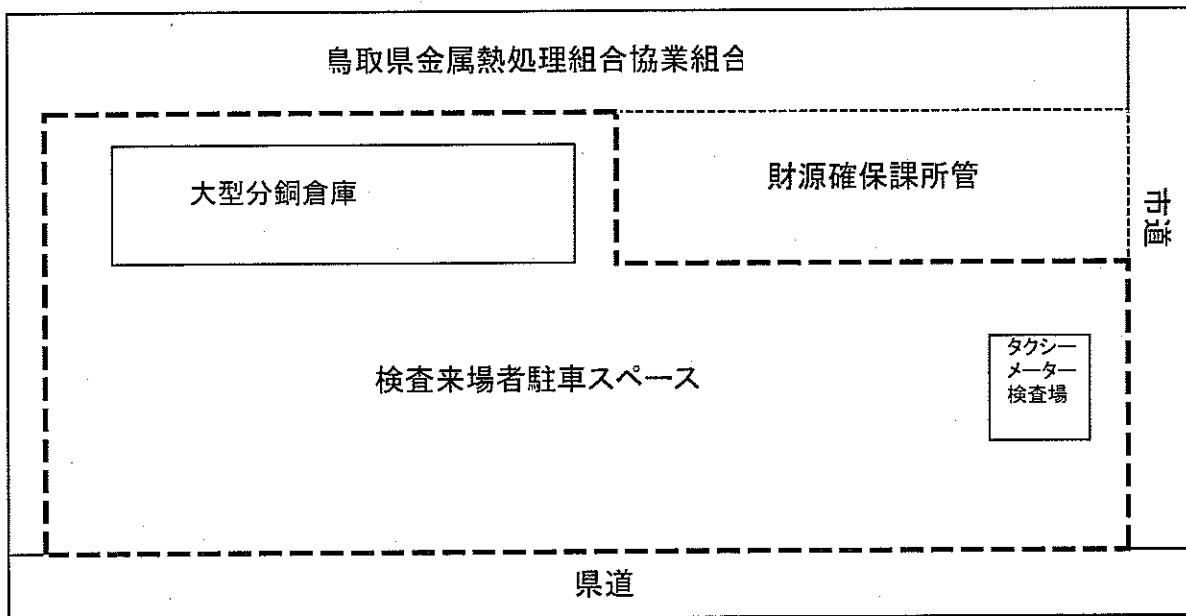 鳥取県金属熱処理組合協業組合
大型分銅倉庫
財源確保課所管
市道
検査来場者駐車スペース
タクシー
メーター
検査場
県道